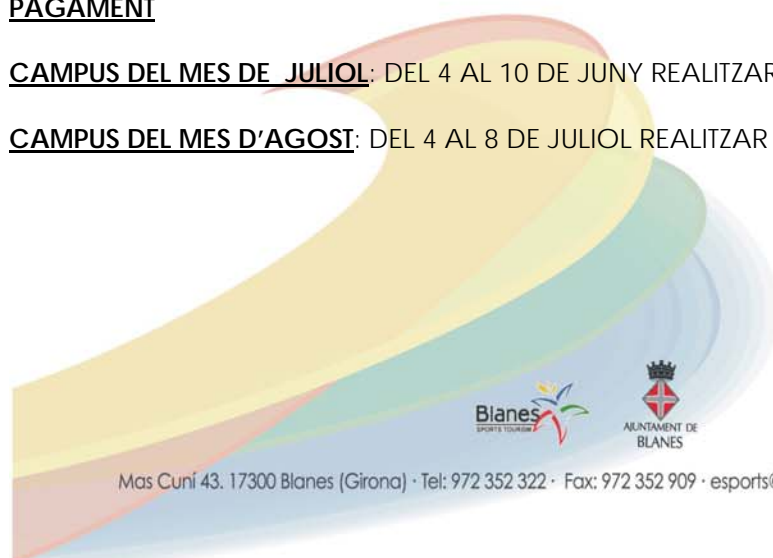 PAGAMENT
CAMPUS DEL MES DE JULIOL: DEL 4 AL 10 DE JUNY REALITZAR
CAMPUS DEL MES D'AGOST: DEL 4 AL 8 DE JULIOL REALITZAR
Blanes
SPORTS TOURISM
AJUNTAMENT DE
BLANES
Mas Cuní 43. 17300 Blanes (Girona) · Tel: 972 352 322 · Fax: 972 352 909 · esports@